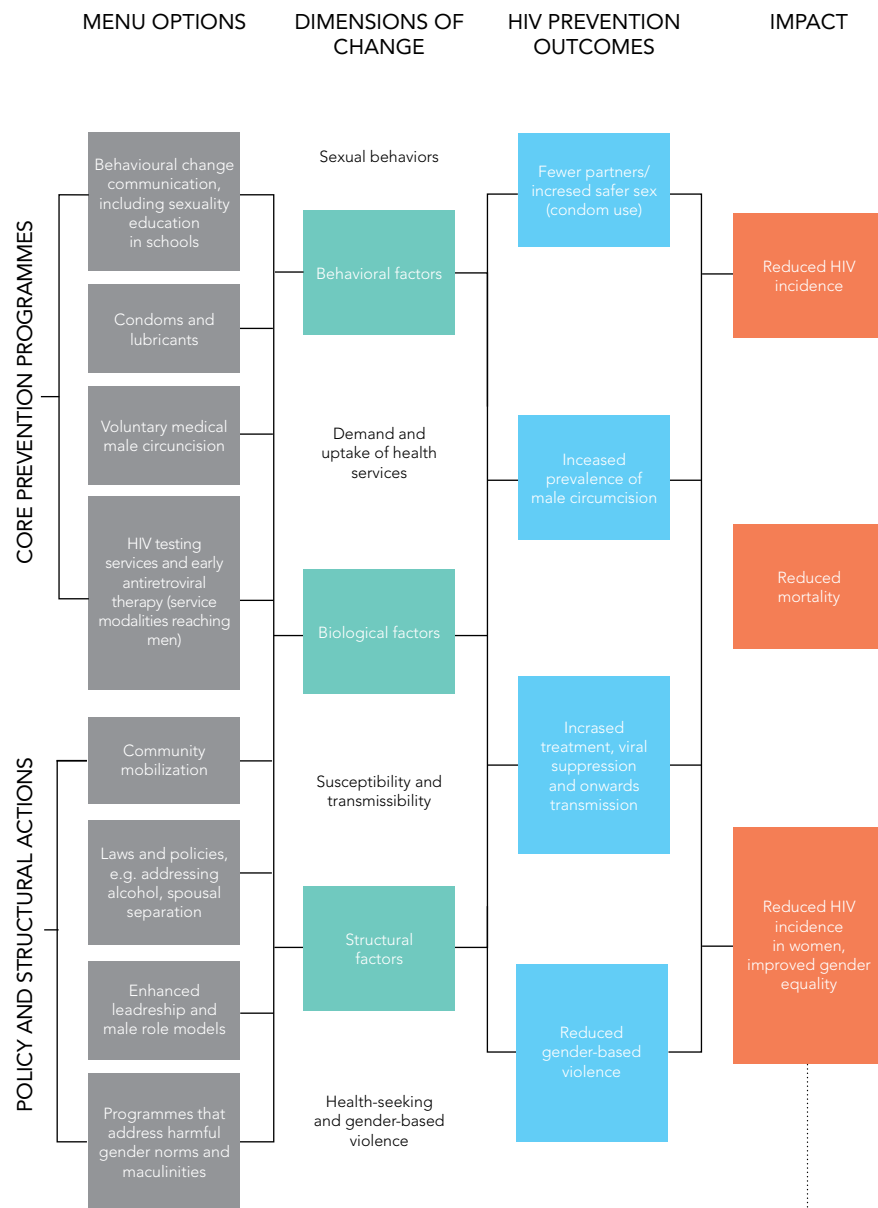 MENU OPTIONS
DIMENSIONS OF
CHANGE
HIV PREVENTION
OUTCOMES
IMPACT
CORE PREVENTION PROGRAMMES
Behavioural change
communication,
including sexuality
education
in schools
Condoms and
lubricants
Voluntary medical
male circuncision
HIV testing
services and early
antiretroviral
therapy (service
modalities reaching
men)
POLICY AND STRUCTURAL ACTIONS
Community
mobilization
Laws and policies,
e.g. addressing
alcohol, spousal
separation
Enhanced
leadreship and
male role models
Programmes that
address harmful
gender norms and
maculinities
Sexual behaviors
Behavioral factors
Demand and
uptake of health
services
Biological factors
Susceptibility and
transmissibility
Structural
factors
Health-seeking
and gender-based
violence
Fewer partners/
incresed safer sex
(condom use)
Inceased
prevalence of
male circumcision
Incrased
treatment, viral
suppression
and onwards
transmission
Reduced
gender-based
violence
Reduced HIV
incidence
Reduced
mortality
Reduced HIV
incidence
in women,
improved gender
equality